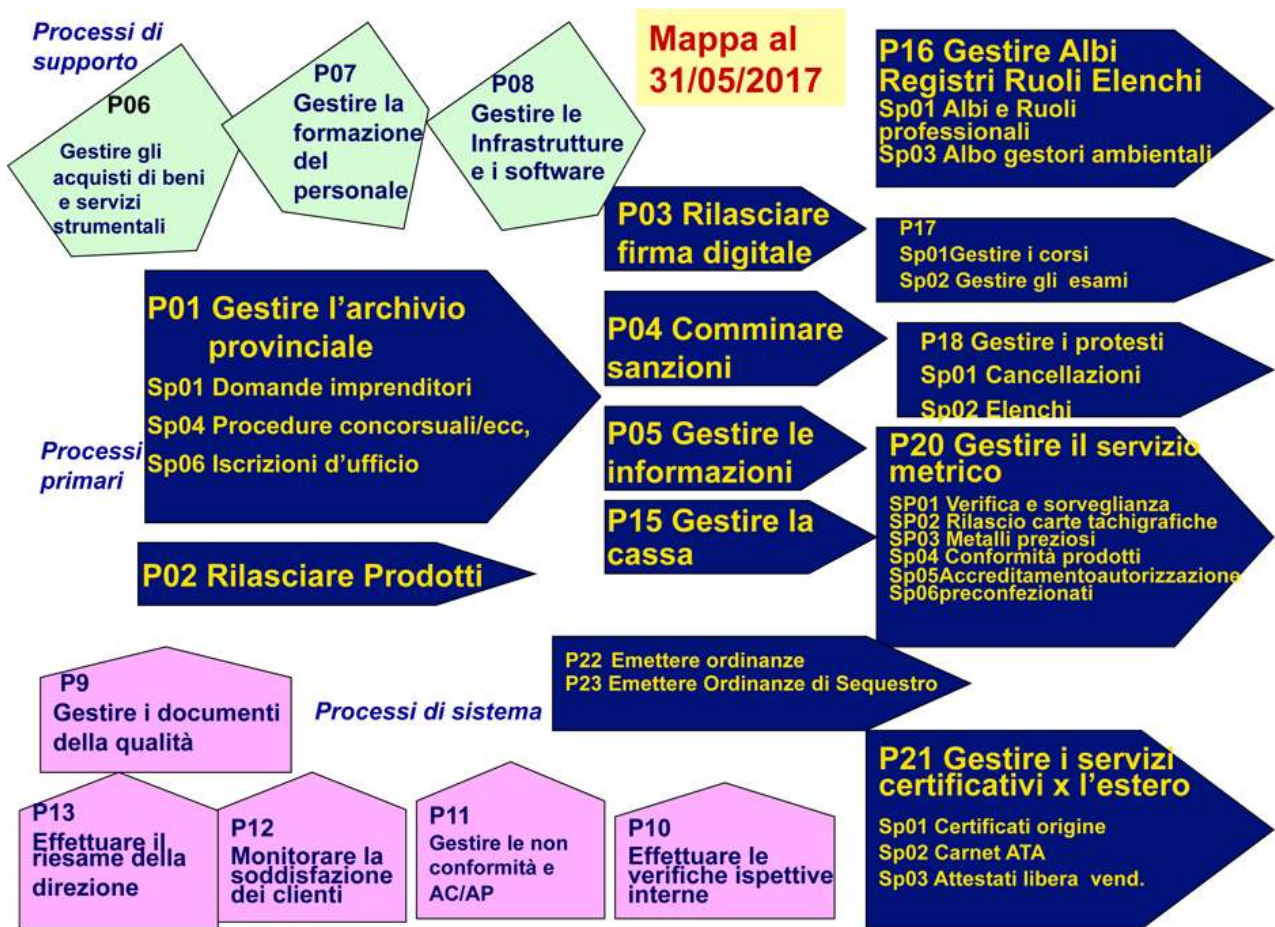 Processi di
supporto
P06
Gestire gli
acquisti di beni
e servizi
strumentali
P07
Gestire la
formazione
del
personale
P08
Gestire le
Infrastrutture
e i software
Mappa al
31/05/2017
P16 Gestire Albi
Registri Ruoli Elenchi
Sp01 Albi e Ruoli
professionali
Sp03 Albo gestori ambientali
P03 Rilasciare
firma digitale
P17
Sp01Gestire i corsi
Sp02 Gestire gli esami
P01 Gestire l'archivio
provinciale
Sp01 Domande imprenditori
Sp04 Procedure concorsuali/ecc,
Sp06 Iscrizioni d'ufficio
P04 Comminare
sanzioni
P18 Gestire i protesti
Sp01 Cancellazioni
Sp02 Elenchi
Processi
primari
P05 Gestire le
informazioni
P20 Gestire il servizio
metrico
SP01 Verifica e sorveglianza
SP02 Rilascio carte tachigrafiche
SP03 Metalli preziosi
Sp04 Conformità prodotti
Sp05Accreditamentoautorizzazione
Sp06preconfezionati
P15 Gestire la
cassa
P02 Rilasciare Prodotti
P22 Emettere ordinanze
P23 Emettere Ordinanze di Sequestro
P9
Gestire i documenti
della qualità
Processi di sistema
P21 Gestire i servizi
certificativi x l'estero
Sp01 Certificati origine
Sp02 Carnet ATA
Sp03 Attestati libera vend.
P13
Effettuare il
riesame della
direzione
P12
Monitorare la
soddisfazione
dei clienti
P11
Gestire le non
conformità e
AC/AP
P10
Effettuare le
verifiche ispettive
interne